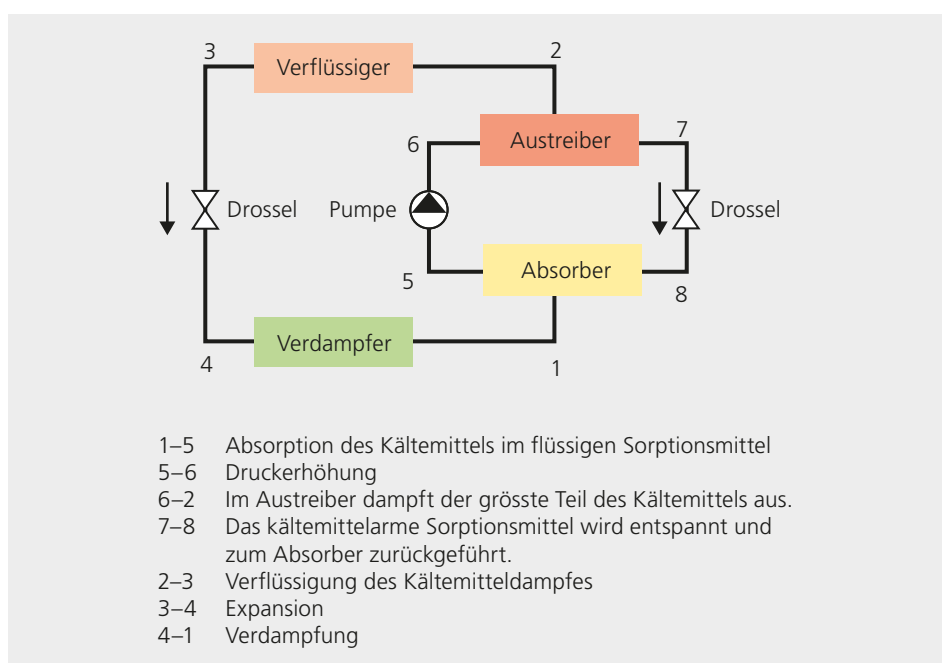 3
2
Verflüssiger
6
Austreiber
7
Drossel
Pumpe
Drossel
5
Absorber
8
4
Verdampfer
1
1–5 Absorption des Kältemittels im flüssigen Sorptionsmittel
5–6 Druckerhöhung
6–2 Im Austreiber dampft der grösste Teil des Kältemittels aus.
7–8 Das kältemittelarme Sorptionsmittel wird entspannt und
zum Absorber zurückgeführt.
2–3 Verflüssigung des Kältemitteldampfes
3–4 Expansion
4–1 Verdampfung